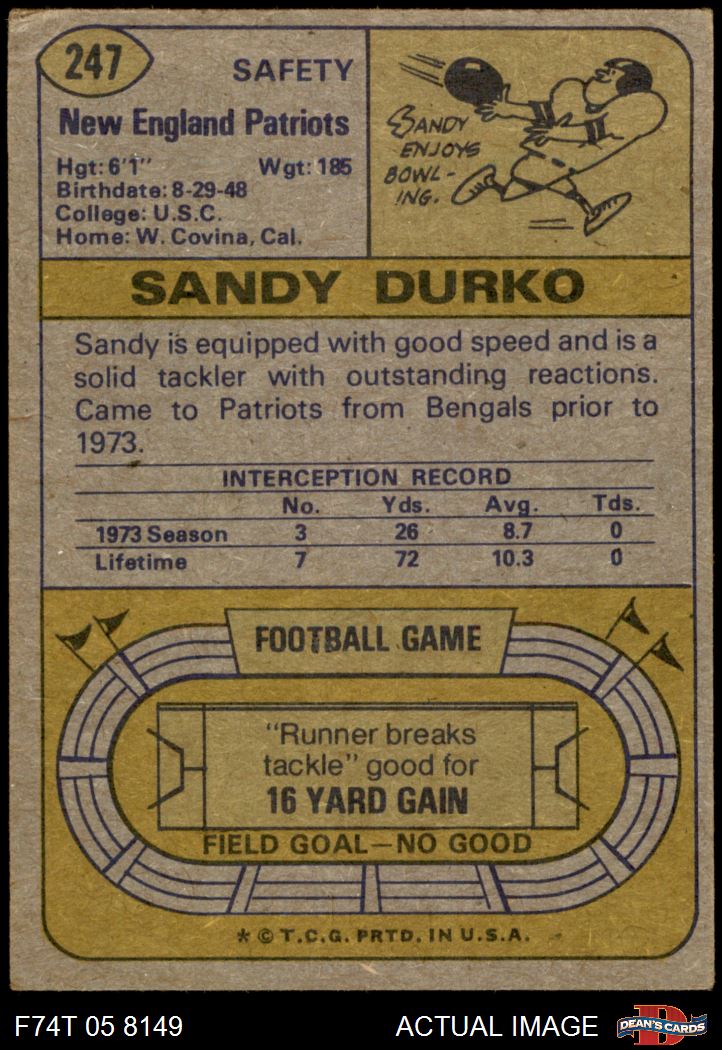 247
SAFETY
New England Patriots
Hgt: 6'1" Wgt: 185
Birthdate: 8-29-48
College: U.S.C.
Home: W. Covina, Cal.
SANDY
ENJOYS
BOWL-
ING.
SANDY DURKO
Sandy is equipped with good speed and is a
solid tackler with outstanding reactions.
Came to Patriots from Bengals prior to
1973.
INTERCEPTION RECORD
No. Yds. Avg. Tds.
1973 Season 3 26 8.7 0
Lifetime 7 72 10.3 0
FOOTBALL GAME
"Runner breaks
tackle" good for
16 YARD GAIN
FIELD GOAL—NO GOOD
* © T.C.G. PRTD. IN U.S.A.
F74T 05 8149 ACTUAL IMAGE
D
DEAN'S CARDS